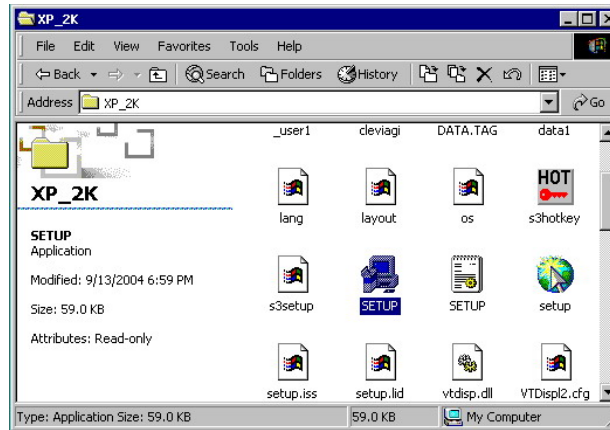 XP_2K
File Edit View Favorites Tools Help
Back Search Folders History
Address XP_2K Go
_user1 cleviagi DATA.TAG data1
XP_2K
HOT
lang layout os s3hotkey
SETUP
Application
Modified: 9/13/2004 6:59 PM
s3setup SETUP SETUP setup
Size: 59.0 KB
Attributes: Read-only
setup.iss setup.lid vtdisp.dll VTDispl2.cfg
Type: Application Size: 59.0 KB 59.0 KB My Computer